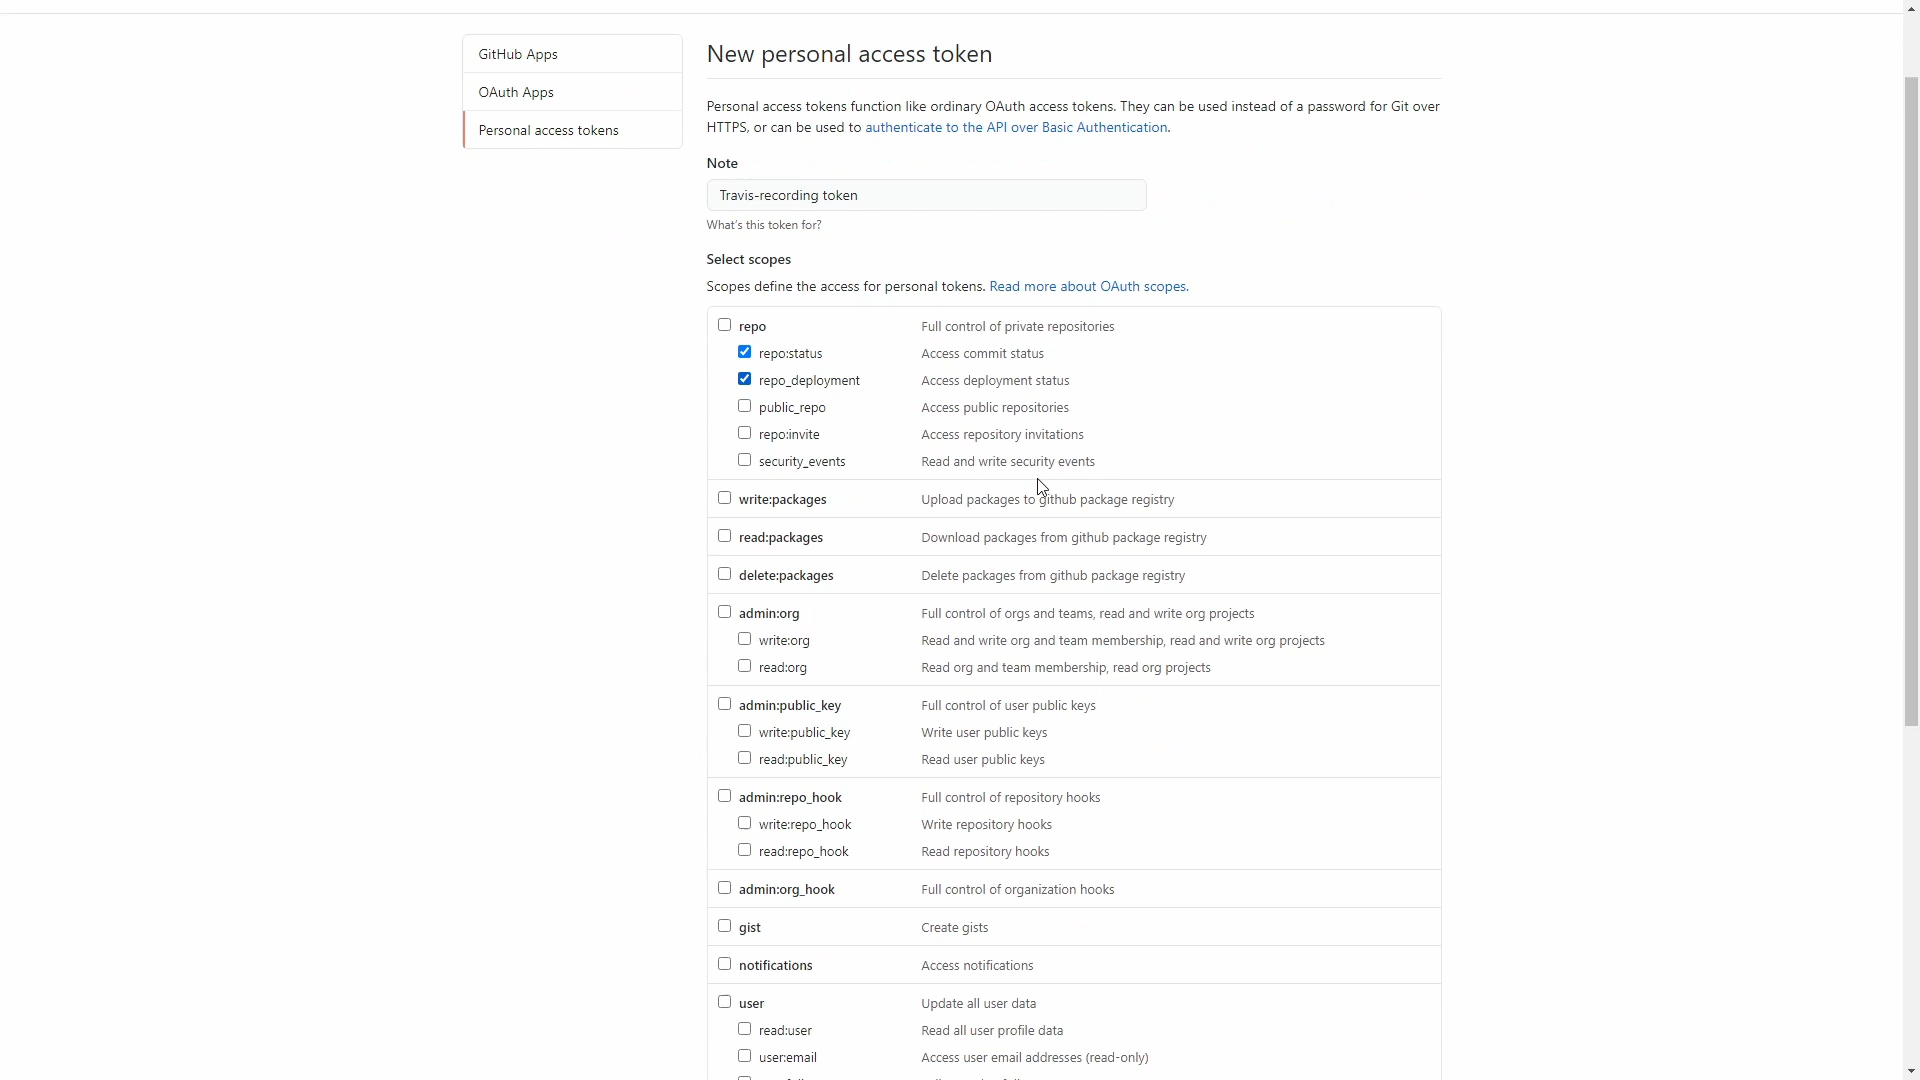 GitHub Apps
OAuth Apps
Personal access tokens
New personal access token
Personal access tokens function like ordinary OAuth access tokens. They can be used instead of a password for Git over
HTTPS, or can be used to authenticate to the API over Basic Authentication.
Note
Travis-recording token
What's this token for?
Select scopes
Scopes define the access for personal tokens. Read more about OAuth scopes.
repo Full control of private repositories
repo:status Access commit status
repo_deployment Access deployment status
public_repo Access public repositories
repo:invite Access repository invitations
security_events Read and write security events
write:packages Upload packages to github package registry
read:packages Download packages from github package registry
delete:packages Delete packages from github package registry
admin:org Full control of orgs and teams, read and write org projects
write:org Read and write org and team membership, read and write org projects
read:org Read org and team membership, read org projects
admin:public_key Full control of user public keys
write:public_key Write user public keys
read:public_key Read user public keys
admin:repo_hook Full control of repository hooks
write:repo_hook Write repository hooks
read:repo_hook Read repository hooks
admin:org_hook Full control of organization hooks
gist Create gists
notifications Access notifications
user Update all user data
read:user Read all user profile data
user:email Access user email addresses (read-only)